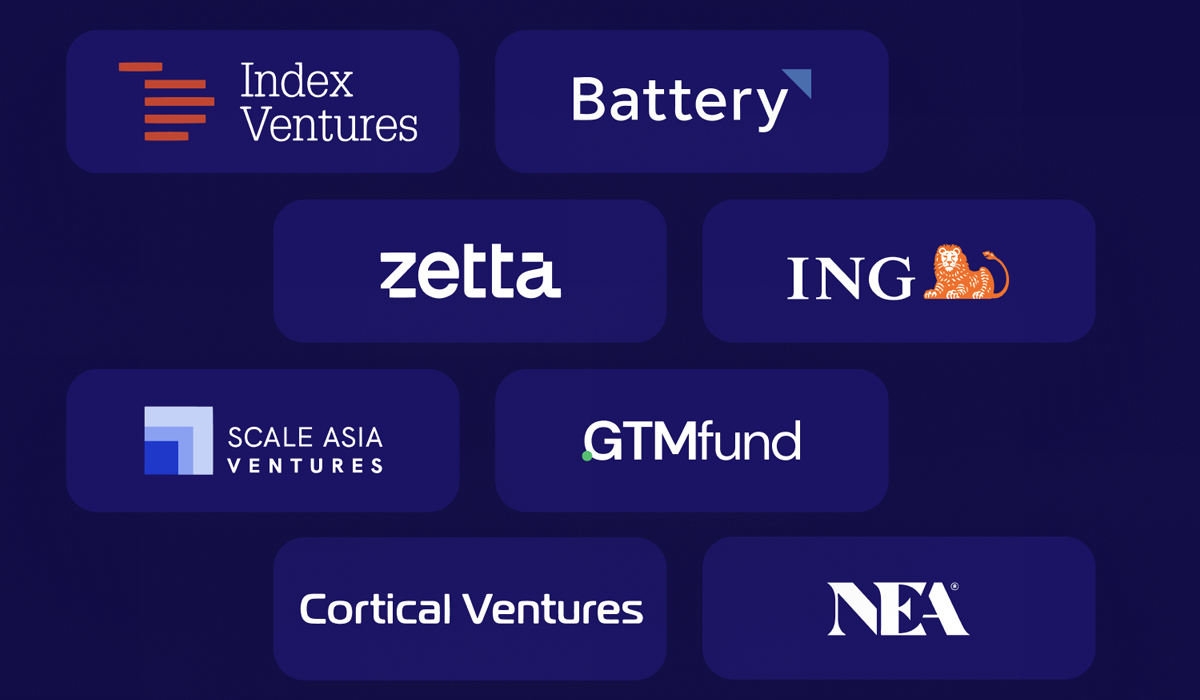 Index
Ventures
Battery
zetta
ING
SCALE ASIA
VENTURES
GTMfund
Cortical Ventures
NEA®